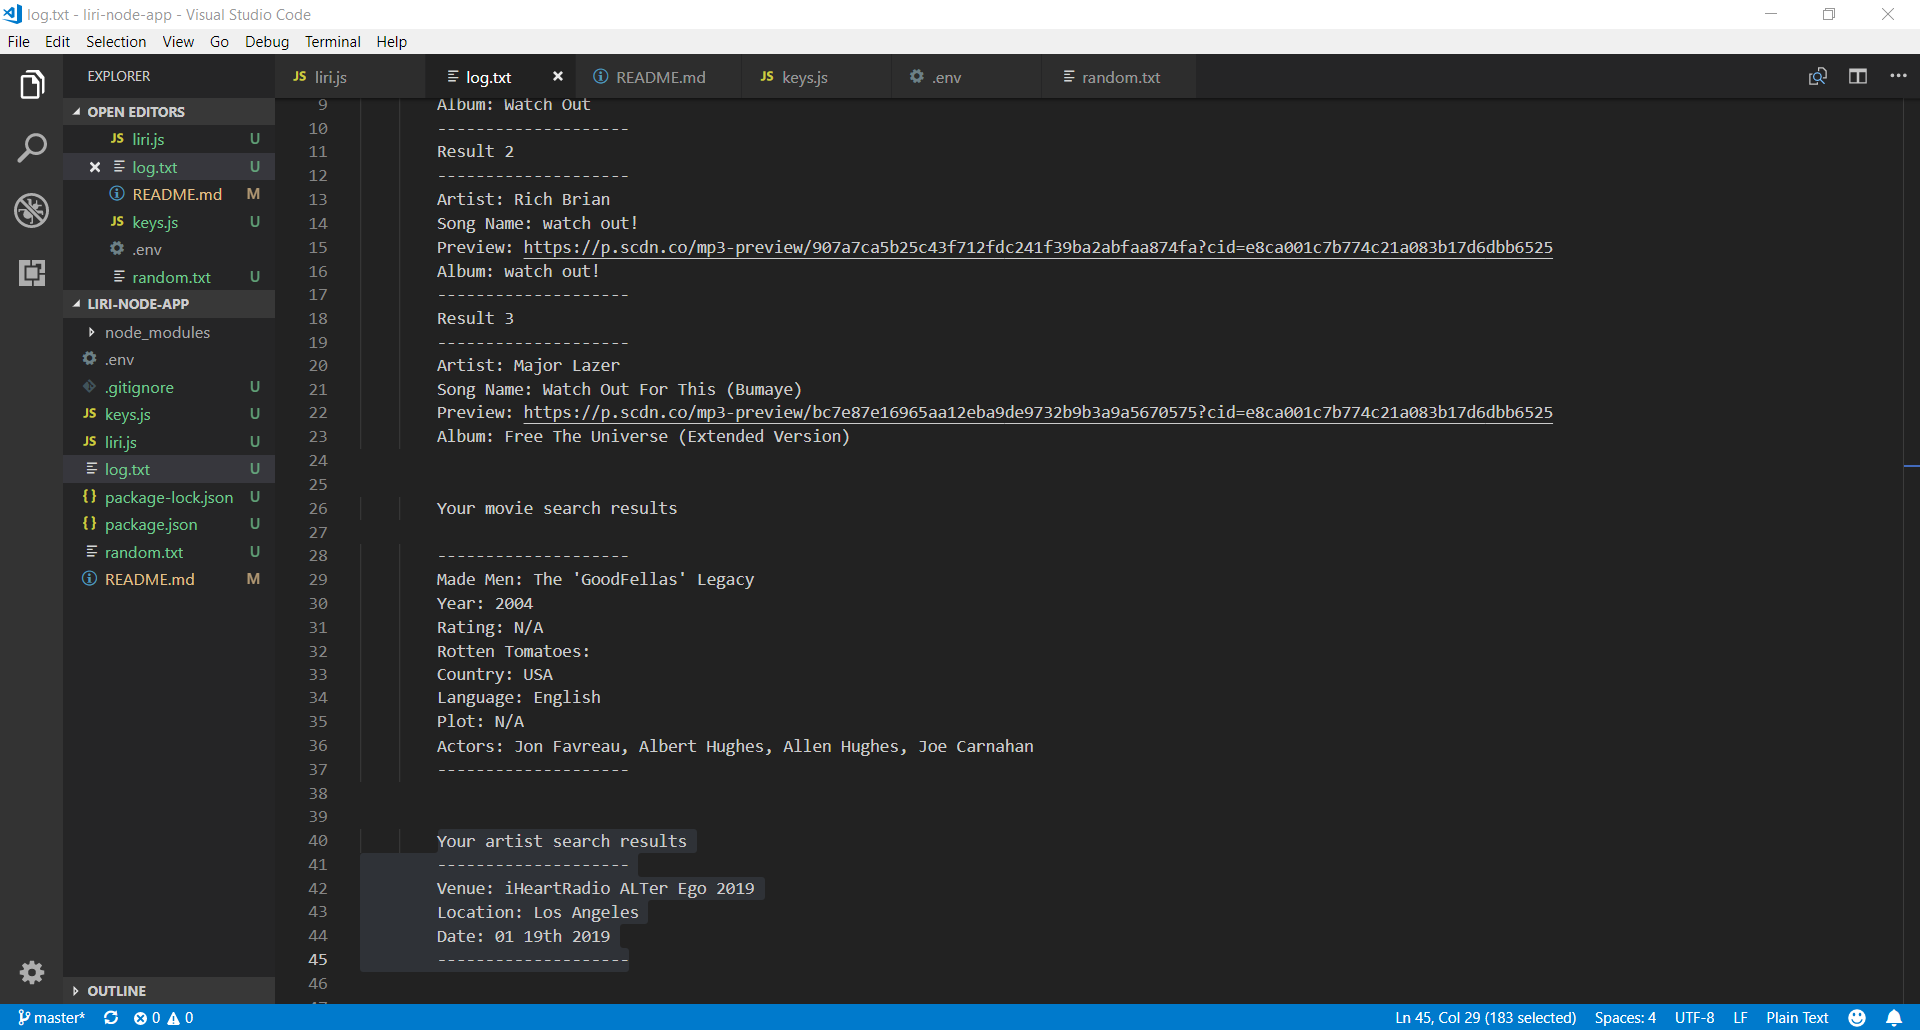 log.txt - liri-node-app - Visual Studio Code
File Edit Selection View Go Debug Terminal Help
EXPLORER
OPEN EDITORS
JS liri.js U
log.txt U
README.md M
JS keys.js U
.env
random.txt U
LIRI-NODE-APP
node_modules
.env
.gitignore U
JS keys.js U
JS liri.js U
log.txt U
{} package-lock.json U
{} package.json U
random.txt U
README.md M
OUTLINE
JS liri.js log.txt README.md JS keys.js .env random.txt
9 Album: Watch Out
10 --------------------
11 Result 2
12 --------------------
13 Artist: Rich Brian
14 Song Name: watch out!
15 Preview: https://p.scdn.co/mp3-preview/907a7ca5b25c43f712fdc241f39ba2abfaa874fa?cid=e8ca001c7b774c21a083b17d6dbb6525
16 Album: watch out!
17 --------------------
18 Result 3
19 --------------------
20 Artist: Major Lazer
21 Song Name: Watch Out For This (Bumaye)
22 Preview: https://p.scdn.co/mp3-preview/bc7e87e16965aa12eba9de9732b9b3a9a5670575?cid=e8ca001c7b774c21a083b17d6dbb6525
23 Album: Free The Universe (Extended Version)
24
25
26 Your movie search results
27
28 --------------------
29 Made Men: The 'GoodFellas' Legacy
30 Year: 2004
31 Rating: N/A
32 Rotten Tomatoes:
33 Country: USA
34 Language: English
35 Plot: N/A
36 Actors: Jon Favreau, Albert Hughes, Allen Hughes, Joe Carnahan
37 --------------------
38
39
40 Your artist search results
41 --------------------
42 Venue: iHeartRadio ALTer Ego 2019
43 Location: Los Angeles
44 Date: 01 19th 2019
45 --------------------
46
master* 0 0 Ln 45, Col 29 (183 selected) Spaces: 4 UTF-8 LF Plain Text